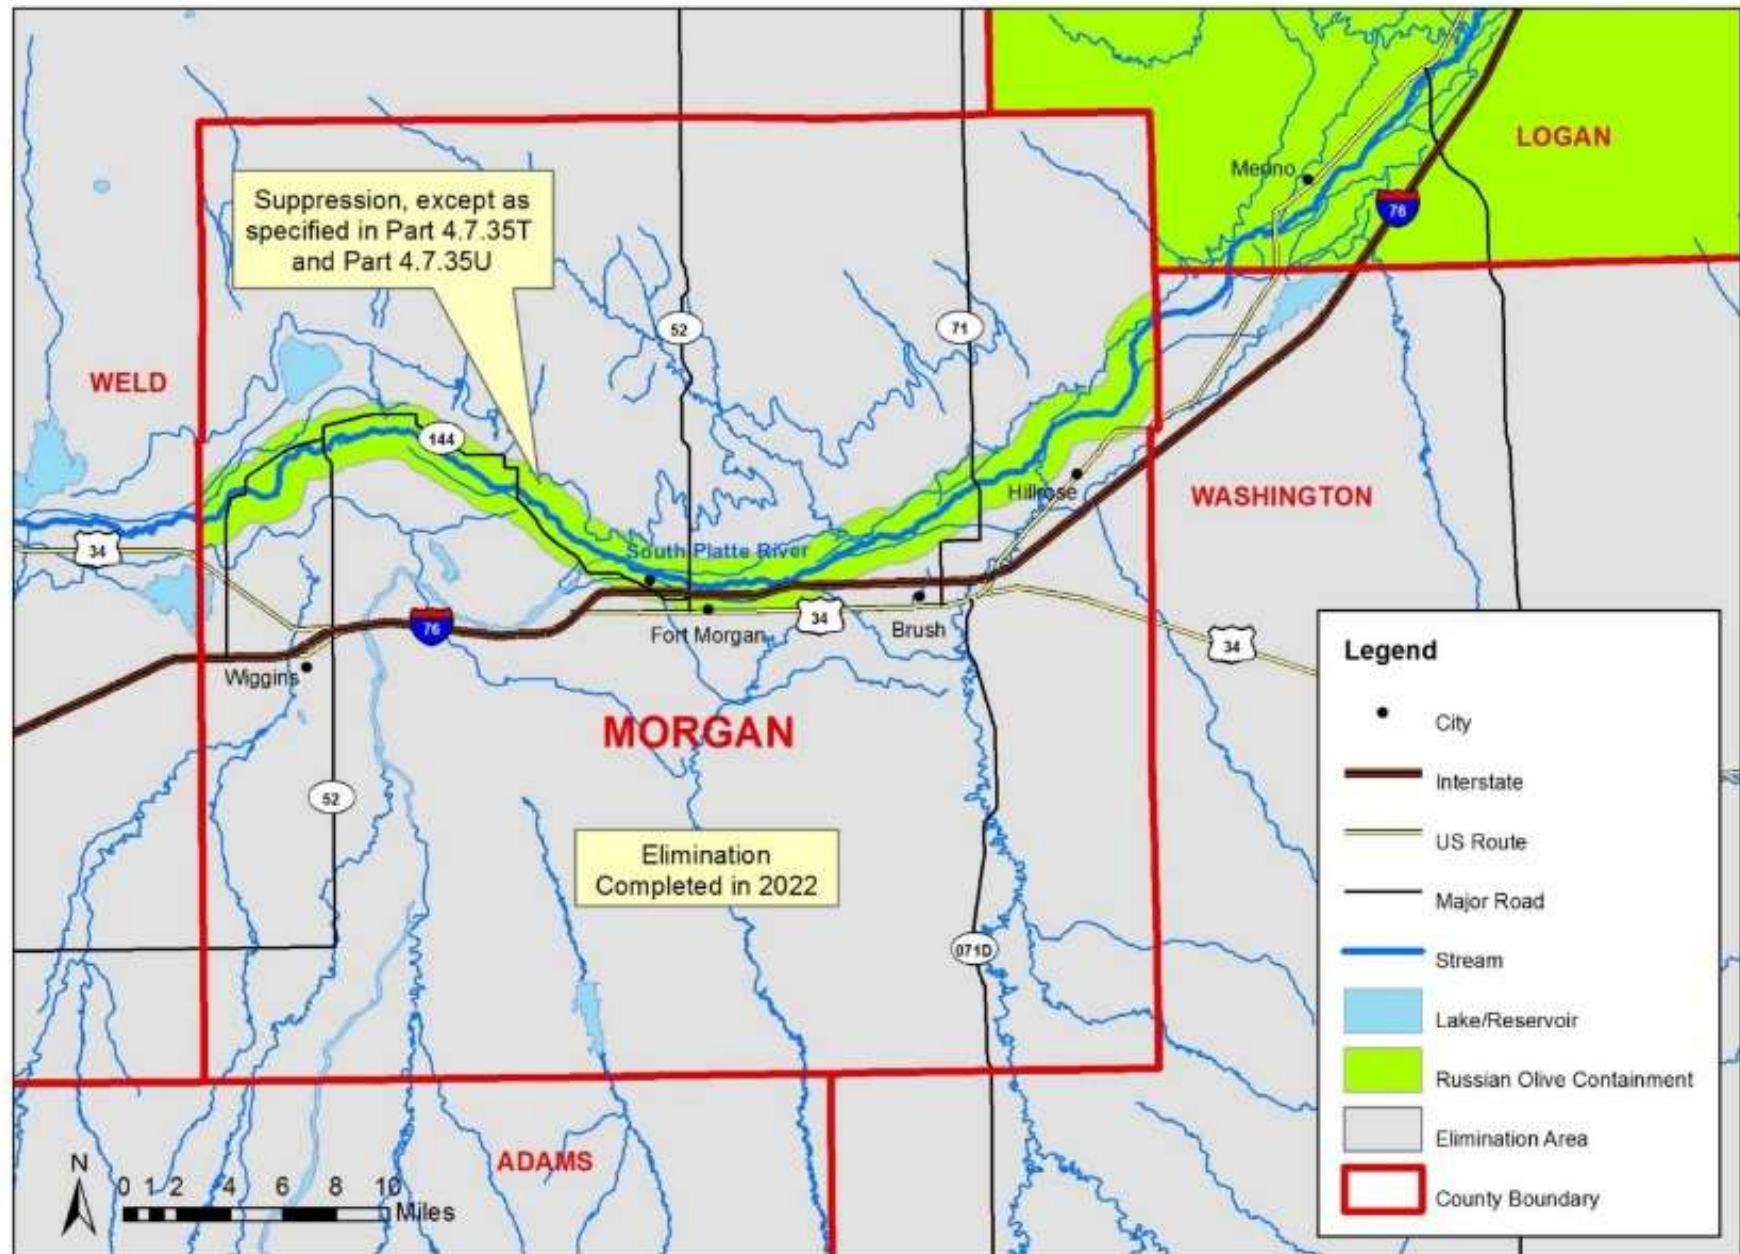 LOGAN
Merino
76
Suppression, except as
specified in Part 4.7.35T
and Part 4.7.35U
52
71
WELD
144
Hillrose
WASHINGTON
34
South Platte River
76
Fort Morgan
34
Brush
34
Wiggins
MORGAN
52
Elimination
Completed in 2022
071D
ADAMS
N
0 1 2 4 6 8 10
Miles
Legend
City
Interstate
US Route
Major Road
Stream
Lake/Reservoir
Russian Olive Containment
Elimination Area
County Boundary